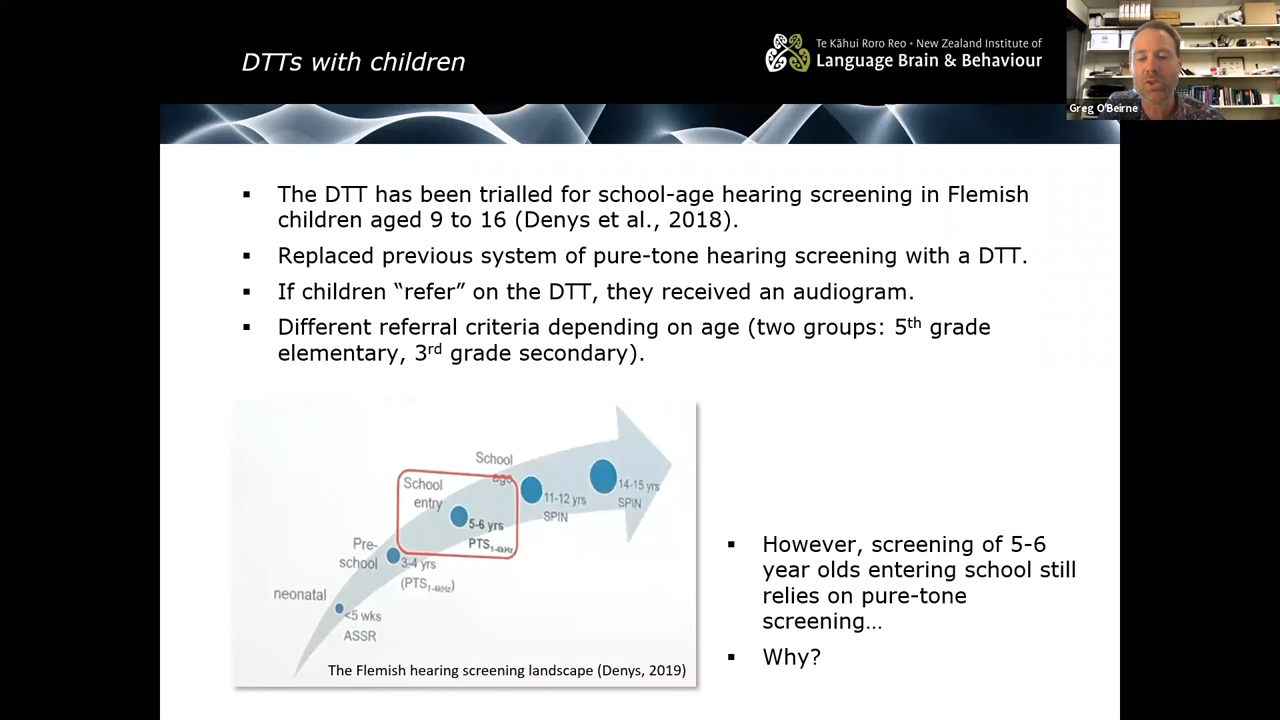 DTTs with children
Te Kāhui Roro Reo • New Zealand Institute of
Language Brain & Behaviour
Greg O'Beirne
▪ The DTT has been trialled for school-age hearing screening in Flemish
children aged 9 to 16 (Denys et al., 2018).
▪ Replaced previous system of pure-tone hearing screening with a DTT.
▪ If children “refer” on the DTT, they received an audiogram.
▪ Different referral criteria depending on age (two groups: 5th grade
elementary, 3rd grade secondary).
School
age
14-15 yrs
SPIN
11-12 yrs
SPIN
School
entry
5-6 yrs
PTS1-4kHz
Pre-
school
3-4 yrs
(PTS1-4kHz)
neonatal
<5 wks
ASSR
The Flemish hearing screening landscape (Denys, 2019)
▪ However, screening of 5-6
year olds entering school still
relies on pure-tone
screening…
▪ Why?